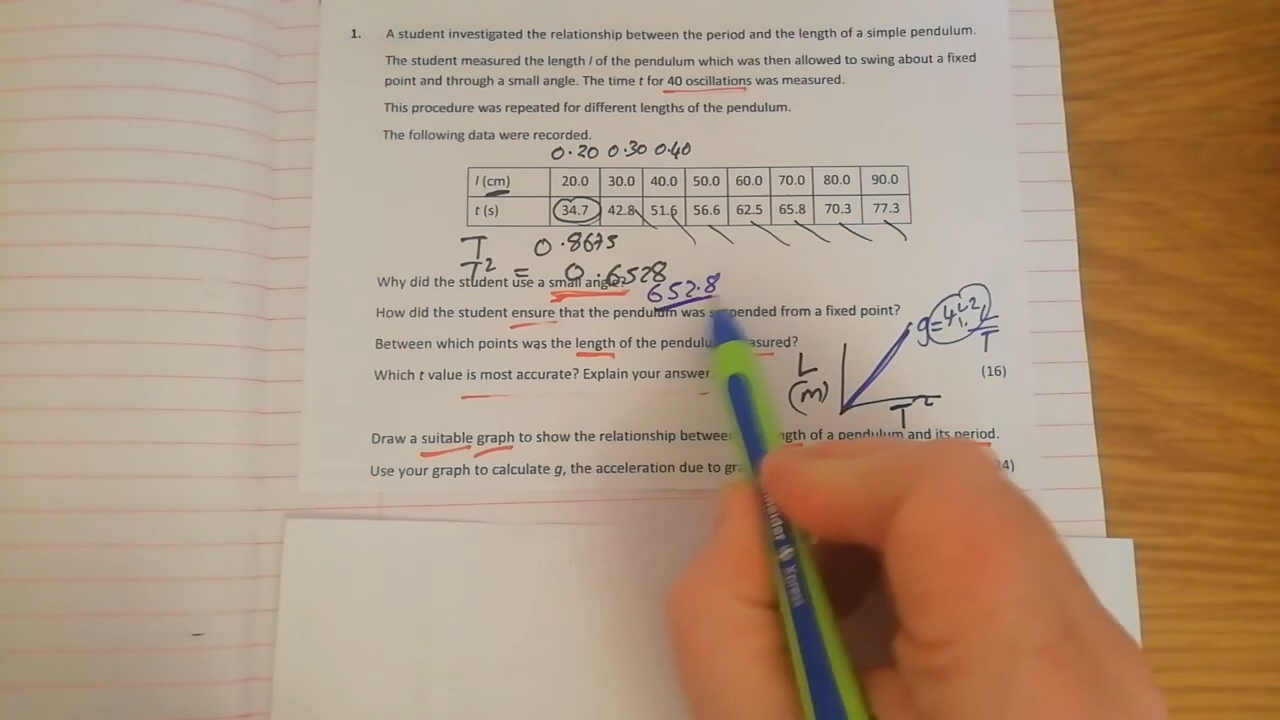 1. A student investigated the relationship between the period and the length of a simple pendulum.
The student measured the length l of the pendulum which was then allowed to swing about a fixed
point and through a small angle. The time t for 40 oscillations was measured.
This procedure was repeated for different lengths of the pendulum.
The following data were recorded.
0.20 0.30 0.40
l (cm) 20.0 30.0 40.0 50.0 60.0 70.0 80.0 90.0
t (s) 34.7 42.8 51.6 56.6 62.5 65.8 70.3 77.3
T 0.8675
T² = 0.6528
Why did the student use a small angle?
652.8
How did the student ensure that the pendulum was suspended from a fixed point?
Between which points was the length of the pendulu asured?
Which t value is most accurate? Explain your answer
(16)
L
(m)
T²
Draw a suitable graph to show the relationship betwee ngth of a pendulum and its period.
Use your graph to calculate g, the acceleration due to gra 4)